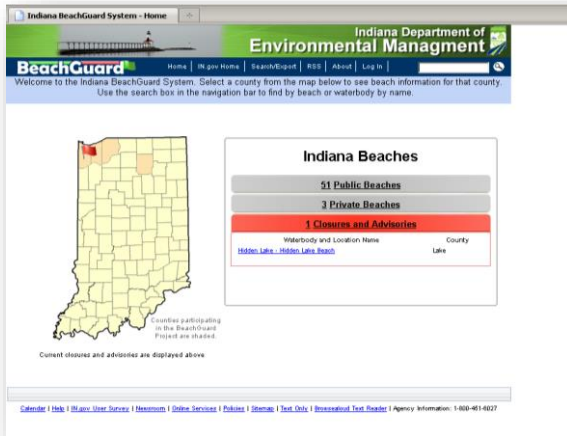 Indiana BeachGuard System - Home
Indiana Department of
Environmental Managment
BeachGuard
Home | IN.gov Home | Search/Export | RSS | About | Log In |
Welcome to the Indiana BeachGuard System. Select a county from the map below to see beach information for that county.
Use the search box in the navigation bar to find by beach or waterbody by name.
Indiana Beaches
51 Public Beaches
3 Private Beaches
1 Closures and Advisories
Waterbody and Location Name County
Hidden Lake - Hidden Lake Beach Lake
Counties participating
in the BeachGuard
Project are shaded.
Current closures and advisories are displayed above
Calendar | Help | IN.gov User Survey | Newsroom | Online Services | Policies | Sitemap | Text Only | Browsealoud Text Reader | Agency Information: 1-800-451-6027